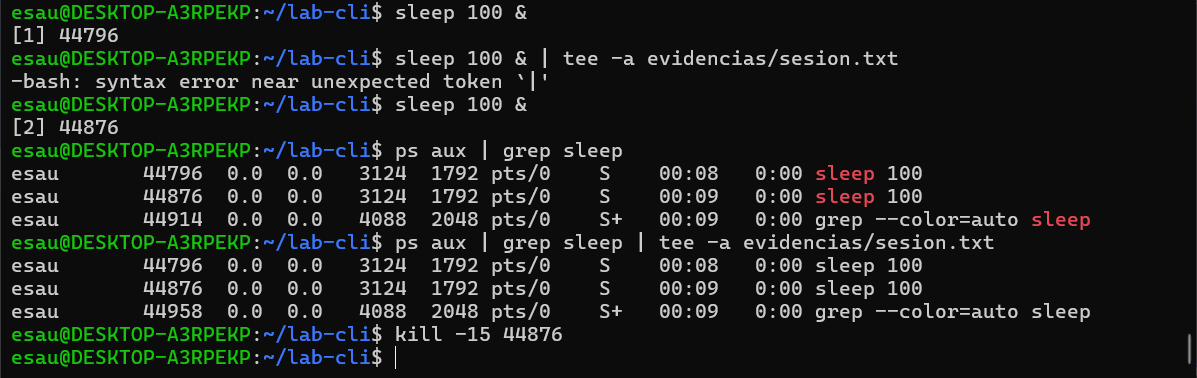 esau@DESKTOP-A3RPEKP:~/lab-cli$ sleep 100 &
[1] 44796
esau@DESKTOP-A3RPEKP:~/lab-cli$ sleep 100 & | tee -a evidencias/sesion.txt
-bash: syntax error near unexpected token `|'
esau@DESKTOP-A3RPEKP:~/lab-cli$ sleep 100 &
[2] 44876
esau@DESKTOP-A3RPEKP:~/lab-cli$ ps aux | grep sleep
esau       44796  0.0  0.0   3124  1792 pts/0    S    00:08   0:00 sleep 100
esau       44876  0.0  0.0   3124  1792 pts/0    S    00:09   0:00 sleep 100
esau       44914  0.0  0.0   4088  2048 pts/0    S+   00:09   0:00 grep --color=auto sleep
esau@DESKTOP-A3RPEKP:~/lab-cli$ ps aux | grep sleep | tee -a evidencias/sesion.txt
esau       44796  0.0  0.0   3124  1792 pts/0    S    00:08   0:00 sleep 100
esau       44876  0.0  0.0   3124  1792 pts/0    S    00:09   0:00 sleep 100
esau       44958  0.0  0.0   4088  2048 pts/0    S+   00:09   0:00 grep --color=auto sleep
esau@DESKTOP-A3RPEKP:~/lab-cli$ kill -15 44876
esau@DESKTOP-A3RPEKP:~/lab-cli$